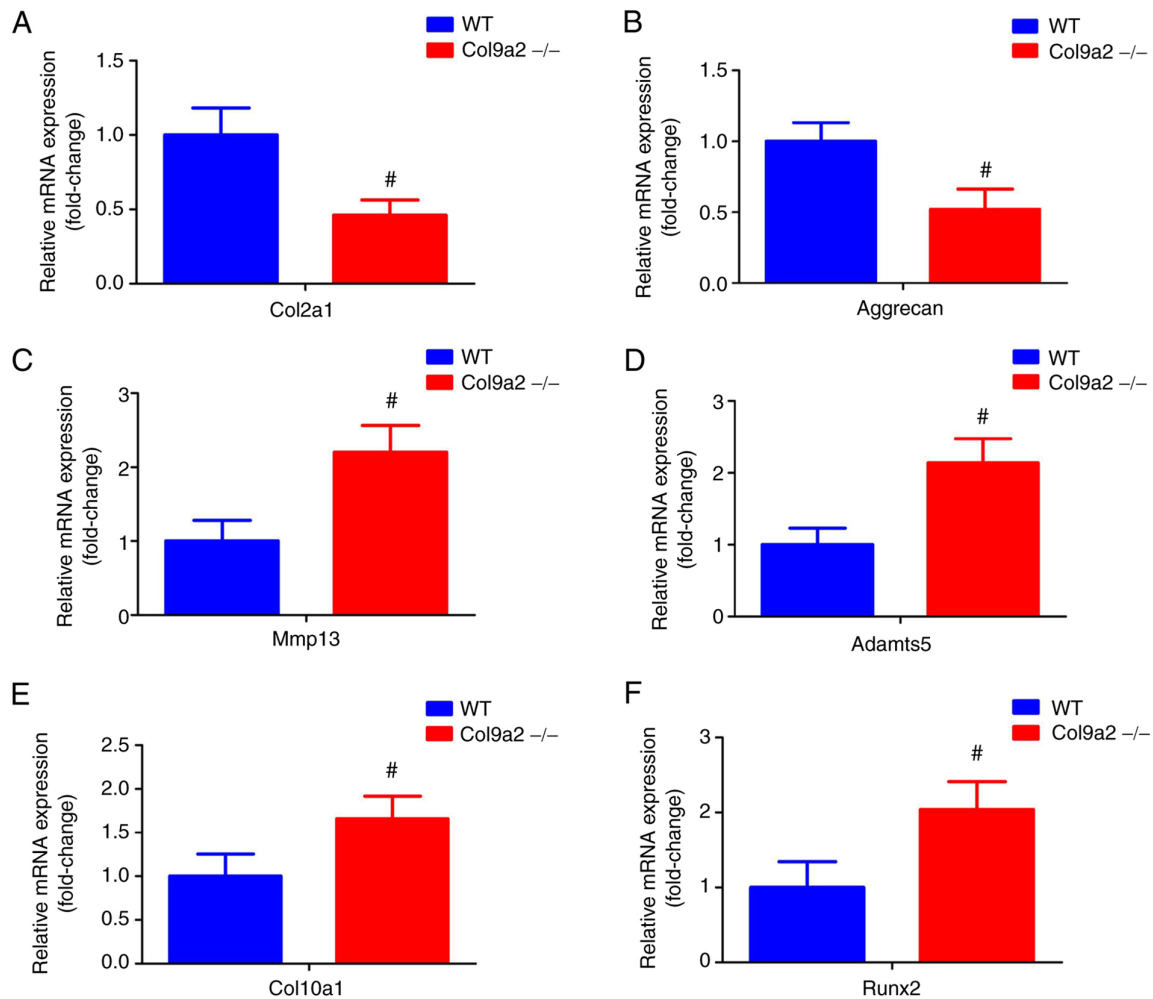 A
WT
Col9a2 −/−
Relative mRNA expression
(fold-change)
1.5
1.0
0.5
0.0
#
Col2a1
B
WT
Col9a2 −/−
Relative mRNA expression
(fold-change)
1.5
1.0
0.5
0.0
#
Aggrecan
C
WT
Col9a2 −/−
Relative mRNA expression
(fold-change)
3
2
1
0
#
Mmp13
D
WT
Col9a2 −/−
Relative mRNA expression
(fold-change)
3
2
1
0
#
Adamts5
E
WT
Col9a2 −/−
Relative mRNA expression
(fold-change)
2.5
2.0
1.5
1.0
0.5
0.0
#
Col10a1
F
WT
Col9a2 −/−
Relative mRNA expression
(fold-change)
3
2
1
0
#
Runx2